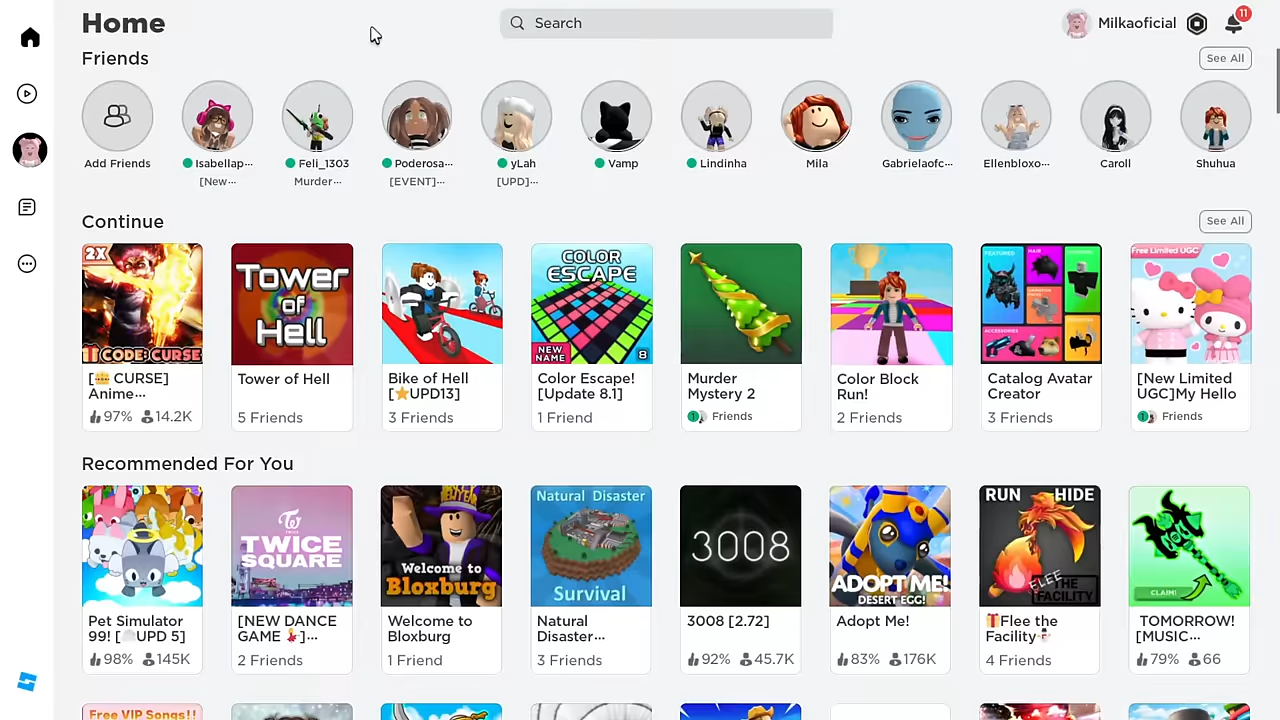 Home
Search
Milkaoficial
11
Friends
See All
Add Friends
Isabellap...
Feli_1303
Poderosa...
yLah
Vamp
Lindinha
Mila
Gabrielaofc...
Ellenbloxo...
Caroll
Shuhua
[New...
Murder...
[EVENT]...
[UPD]...
Continue
See All
2X
CODE: CURSE
Tower
of
Hell
COLOR
ESCAPE
NEW
NAME
8
FEATURED
HAIR
ACCESSORIES
Free Limited UGC
[🎃 CURSE]
Anime...
97% 14.2K
Tower of Hell
5 Friends
Bike of Hell
[⭐UPD13]
3 Friends
Color Escape!
[Update 8.1]
1 Friend
Murder
Mystery 2
1 Friends
Color Block
Run!
2 Friends
Catalog Avatar
Creator
3 Friends
[New Limited
UGC]My Hello
1 Friends
Recommended For You
TWICE
SQUARE
NEW YEAR
Welcome to
Bloxburg
Natural Disaster
Survival
3008
ADOPT ME!
DESERT EGG!
RUN HIDE
FLEE
THE
FACILITY
CLAIM!
Pet Simulator
99! [UPD 5]
98% 145K
[NEW DANCE
GAME 💃]...
2 Friends
Welcome to
Bloxburg
1 Friend
Natural
Disaster...
3 Friends
3008 [2.72]
92% 45.7K
Adopt Me!
83% 176K
🎁Flee the
Facility⛄
4 Friends
TOMORROW!
[MUSIC...
79% 66
Free VIP Songs!!